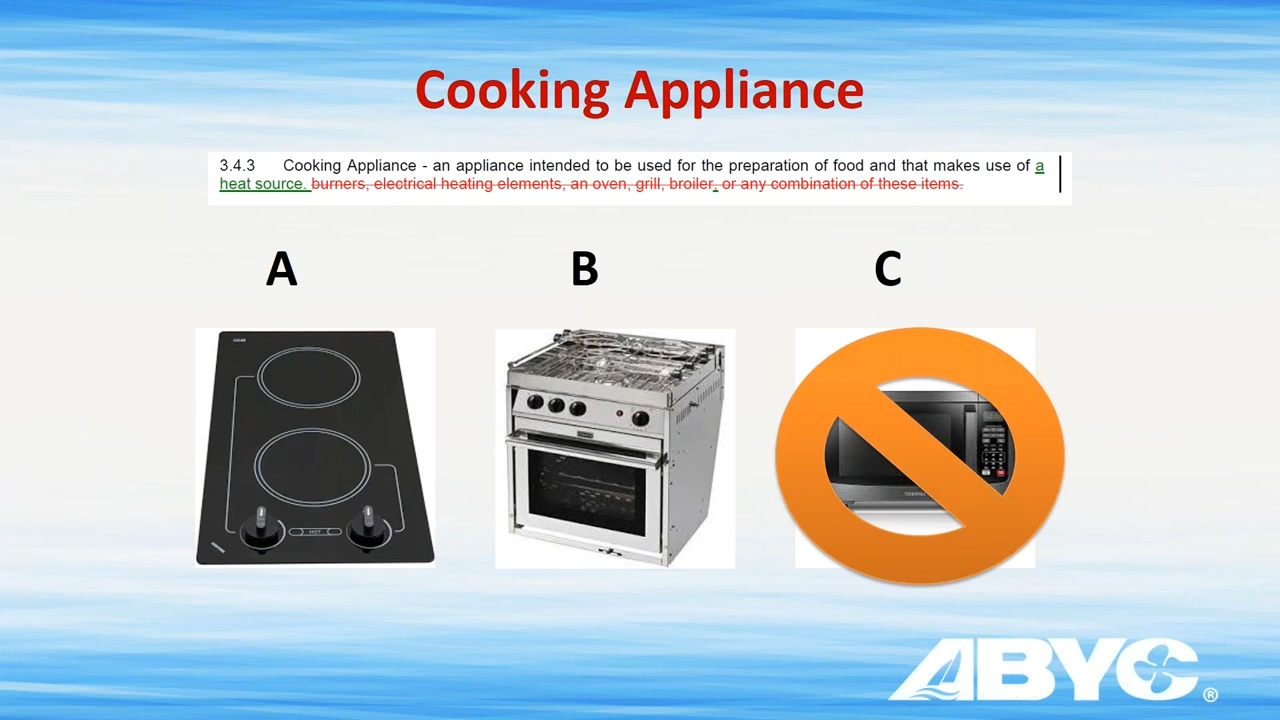 Cooking Appliance
3.4.3 Cooking Appliance - an appliance intended to be used for the preparation of food and that makes use of a
heat source. burners, electrical heating elements, an oven, grill, broiler, or any combination of these items.
A
B
C
HOT
TOSHIBA
ABYC®